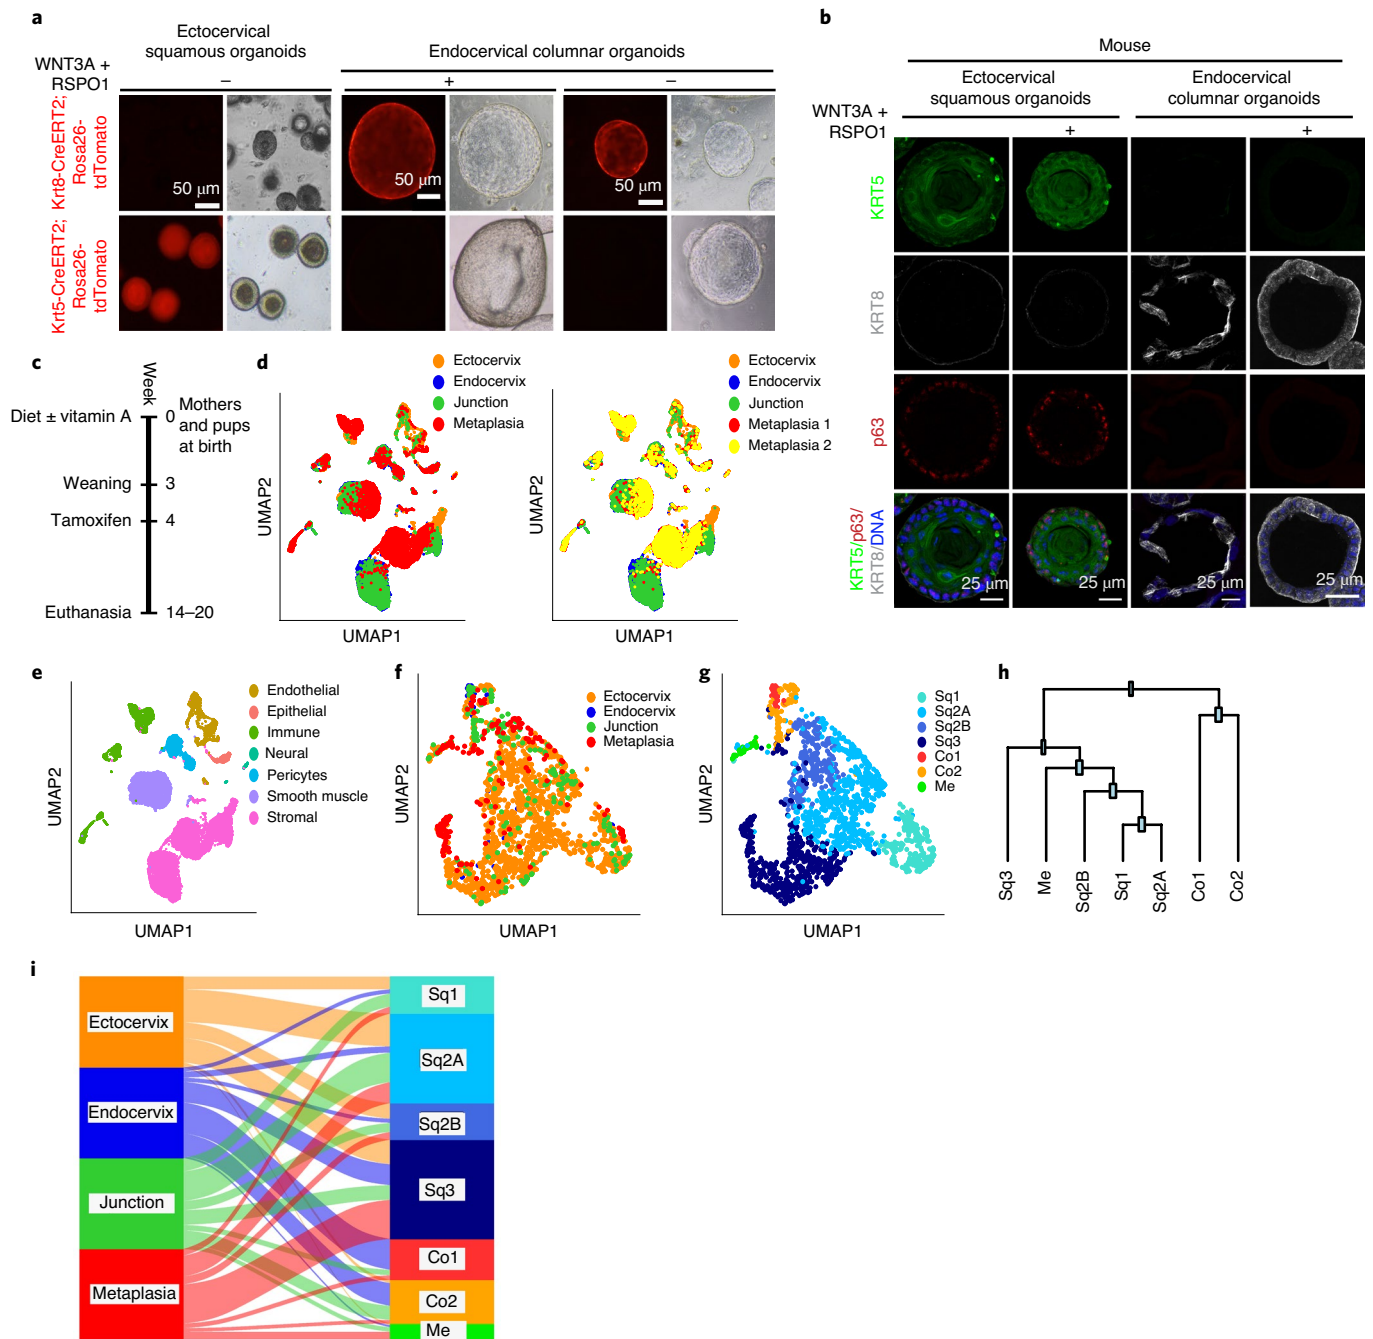 a
Ectocervical
squamous organoids
Endocervical columnar organoids
WNT3A +
RSPO1
–
+
–
Krt8-CreERT2;
Rosa26-
tdTomato
50 μm
50 μm
50 μm
Krt5-CreERT2;
Rosa26-
tdTomato
b
Mouse
Ectocervical
squamous organoids
Endocervical
columnar organoids
WNT3A +
RSPO1
+
+
KRT5
KRT8
p63
KRT5/p63/
KRT8/DNA
25 μm
25 μm
25 μm
25 μm
c
Week
Diet ± vitamin A
0
Mothers
and pups
at birth
Weaning
3
Tamoxifen
4
Euthanasia
14–20
d
Ectocervix
Endocervix
Junction
Metaplasia
UMAP2
UMAP1
Ectocervix
Endocervix
Junction
Metaplasia 1
Metaplasia 2
UMAP2
UMAP1
e
Endothelial
Epithelial
Immune
Neural
Pericytes
Smooth muscle
Stromal
UMAP2
UMAP1
f
Ectocervix
Endocervix
Junction
Metaplasia
UMAP2
UMAP1
g
Sq1
Sq2A
Sq2B
Sq3
Co1
Co2
Me
UMAP2
UMAP1
h
Sq3
Me
Sq2B
Sq1
Sq2A
Co1
Co2
i
Ectocervix
Endocervix
Junction
Metaplasia
Sq1
Sq2A
Sq2B
Sq3
Co1
Co2
Me